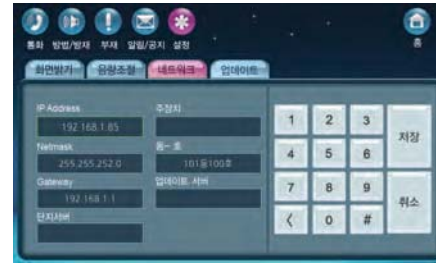 통화 방범/방재 부재 알림/공지 설정 홈
화면밝기 음량조절 네트워크 업데이트
IP Address 주장치
192.168.1.85
Netmask 동-호
255.255.252.0 101동100호
Gateway 업데이트 서버
192.168.1.1
단지서버
1 2 3 저장
4 5 6
7 8 9 취소
< 0 #